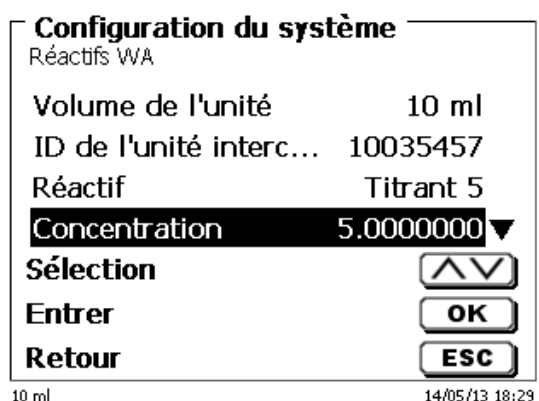 Configuration du système
Réactifs WA
Volume de l'unité 10 ml
ID de l'unité interc... 10035457
Réactif Titrant 5
Concentration 5.0000000
Sélection
Entrer OK
Retour ESC
10 ml 14/05/13 18:29